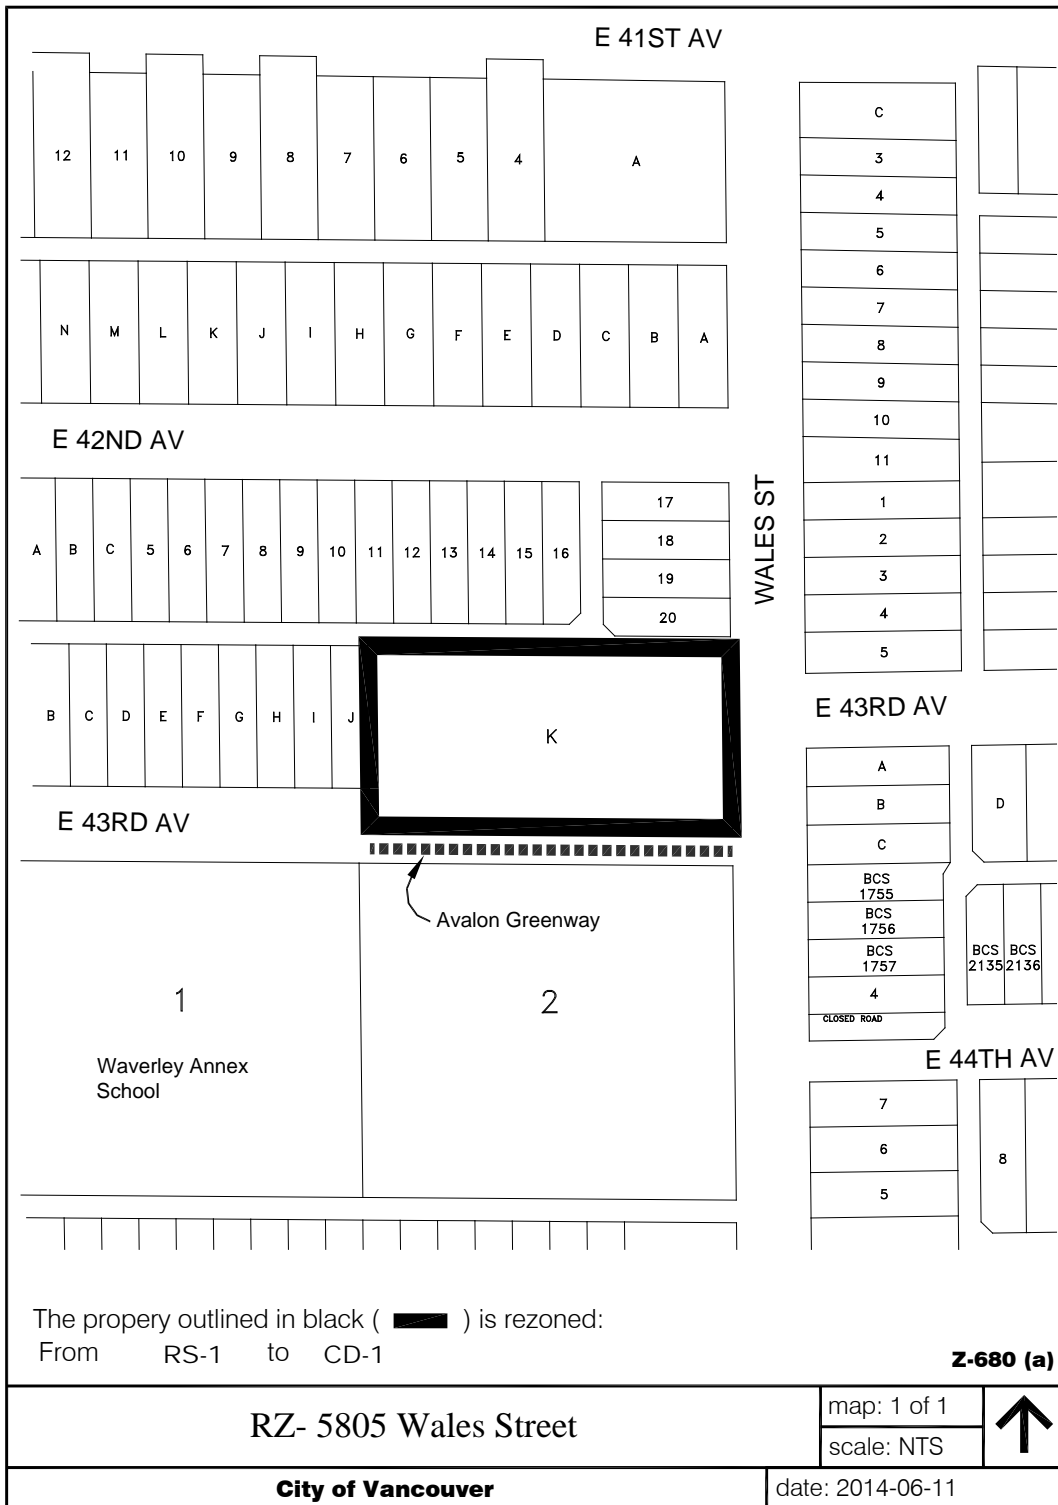 E 41ST AV
12 11 10 9 8 7 6 5 4 A
C
3
4
5
6
7
8
9
10
11
1
2
3
4
5
N M L K J I H G F E D C B A
E 42ND AV
A B C 5 6 7 8 9 10 11 12 13 14 15 16
17
18
19
20
WALES ST
B C D E F G H I J
K
E 43RD AV
E 43RD AV
A
B
C
D
BCS
1755
BCS
1756
BCS
1757
4
CLOSED ROAD
BCS BCS
2135 2136
Avalon Greenway
1
2
Waverley Annex
School
E 44TH AV
7
6
5
8
The propery outlined in black ( ) is rezoned:
From RS-1 to CD-1
Z-680 (a)
RZ- 5805 Wales Street
map: 1 of 1
scale: NTS
City of Vancouver
date: 2014-06-11